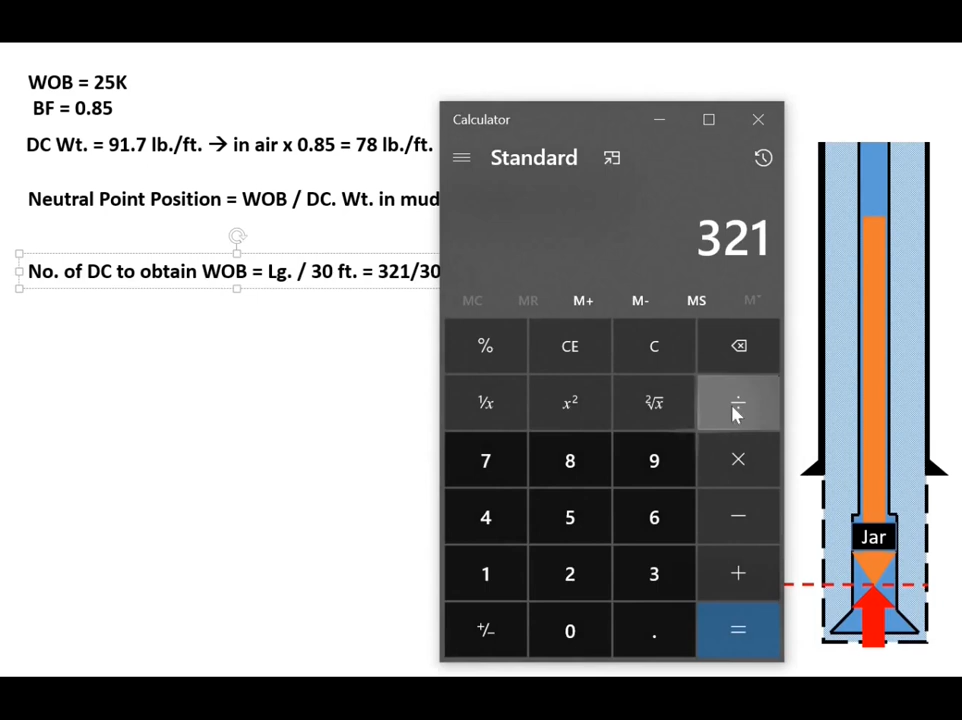 WOB = 25K
BF = 0.85
DC Wt. = 91.7 lb./ft. → in air x 0.85 = 78 lb./ft.
Neutral Point Position = WOB / DC. Wt. in mud
No. of DC to obtain WOB = Lg. / 30 ft. = 321/30
Calculator
Standard
321
MC MR M+ M- MS M˅
% CE C
¹/x x² ²√x ÷
7 8 9 ×
4 5 6 −
1 2 3 +
+/− 0 . =
Jar